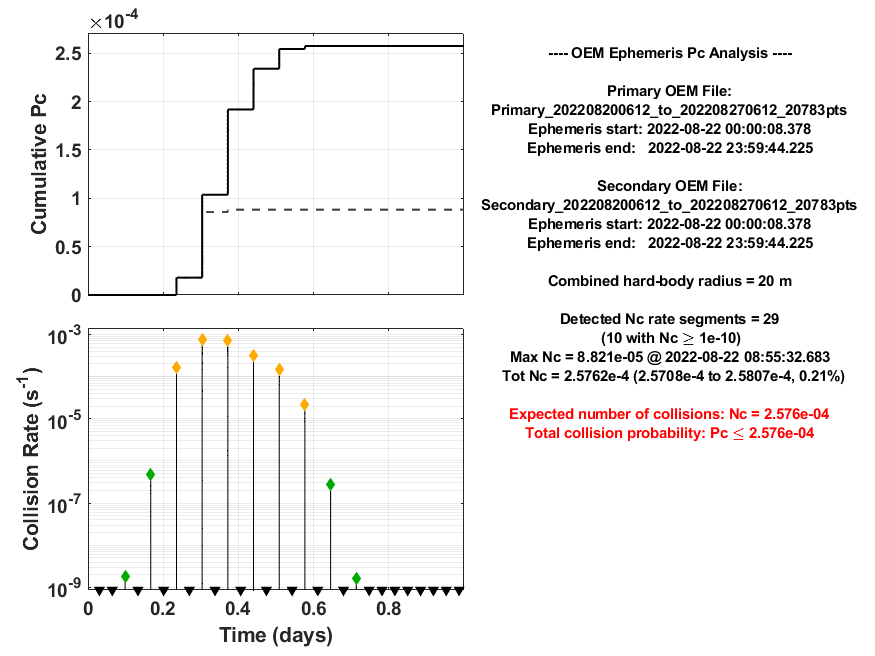 ×10-4
2.5
2
1.5
1
0.5
0
Cumulative Pc
10-3
10-5
10-7
10-9
Collision Rate (s-1)
0 0.2 0.4 0.6 0.8
Time (days)
---- OEM Ephemeris Pc Analysis ----
Primary OEM File:
Primary_202208200612_to_202208270612_20783pts
Ephemeris start: 2022-08-22 00:00:08.378
Ephemeris end: 2022-08-22 23:59:44.225
Secondary OEM File:
Secondary_202208200612_to_202208270612_20783pts
Ephemeris start: 2022-08-22 00:00:08.378
Ephemeris end: 2022-08-22 23:59:44.225
Combined hard-body radius = 20 m
Detected Nc rate segments = 29
(10 with Nc ≥ 1e-10)
Max Nc = 8.821e-05 @ 2022-08-22 08:55:32.683
Tot Nc = 2.5762e-4 (2.5708e-4 to 2.5807e-4, 0.21%)
Expected number of collisions: Nc = 2.576e-04
Total collision probability: Pc ≤ 2.576e-04